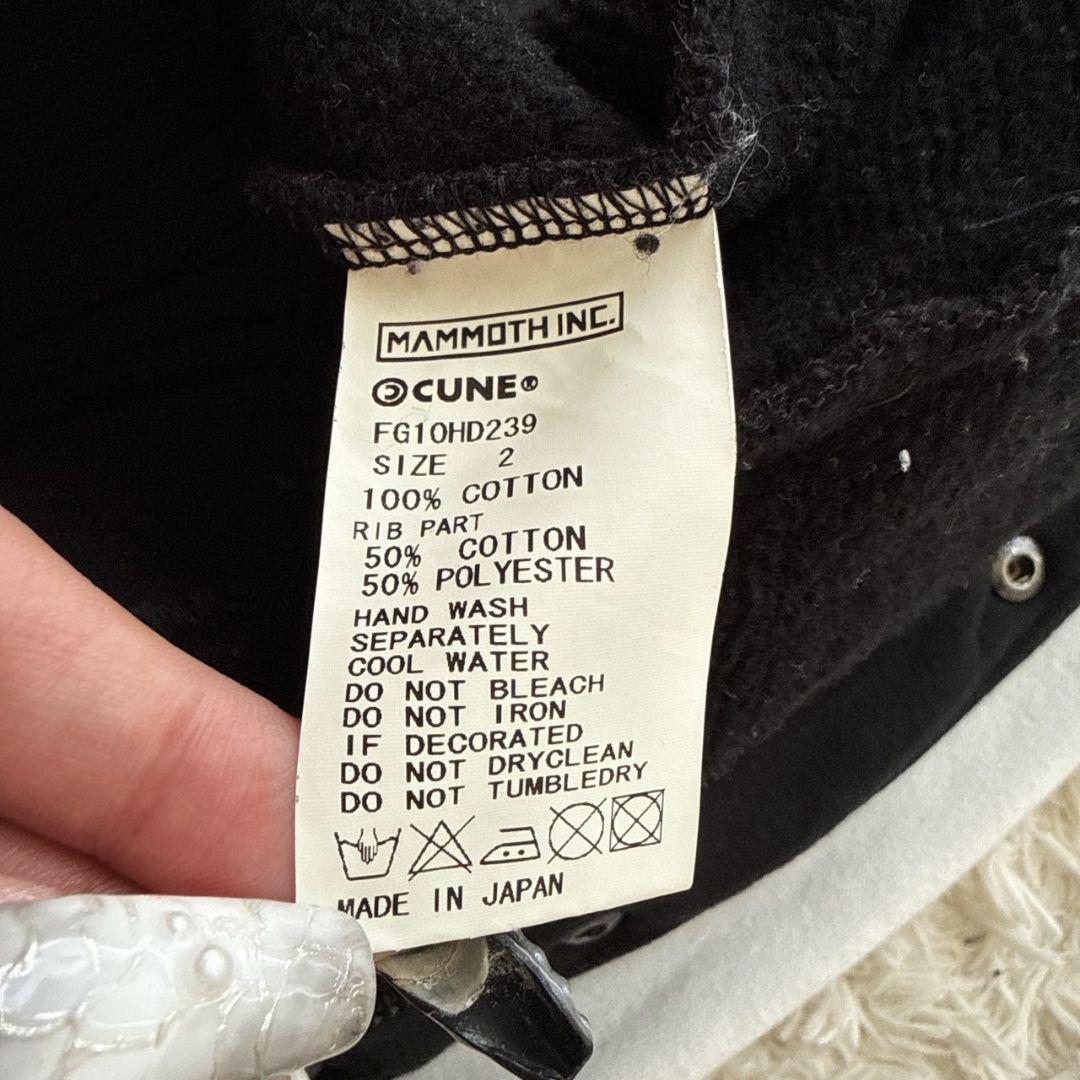 MAMMOTH INC.
CUNE®
FG10HD239
SIZE 2
100% COTTON
RIB PART
50% COTTON
50% POLYESTER
HAND WASH
SEPARATELY
COOL WATER
DO NOT BLEACH
DO NOT IRON
IF DECORATED
DO NOT DRYCLEAN
DO NOT TUMBLEDRY
MADE IN JAPAN